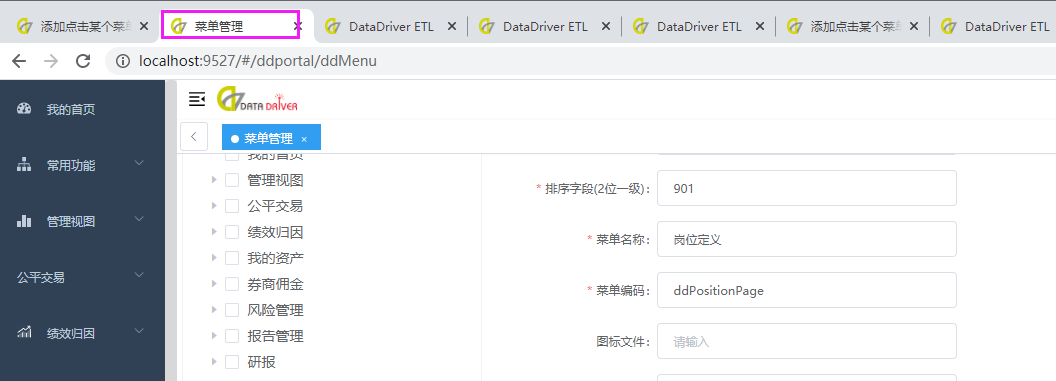 添加点击某个菜单
菜单管理
DataDriver ETL
DataDriver ETL
DataDriver ETL
添加点击某个菜单
DataDriver ETL
localhost:9527/#/ddportal/ddMenu
我的首页
常用功能
管理视图
公平交易
绩效归因
DATA DRIVER
菜单管理 ×
我的首页
管理视图
公平交易
绩效归因
我的资产
券商佣金
风险管理
报告管理
研报
* 排序字段(2位一级): 901
* 菜单名称: 岗位定义
* 菜单编码: ddPositionPage
图标文件: 请输入